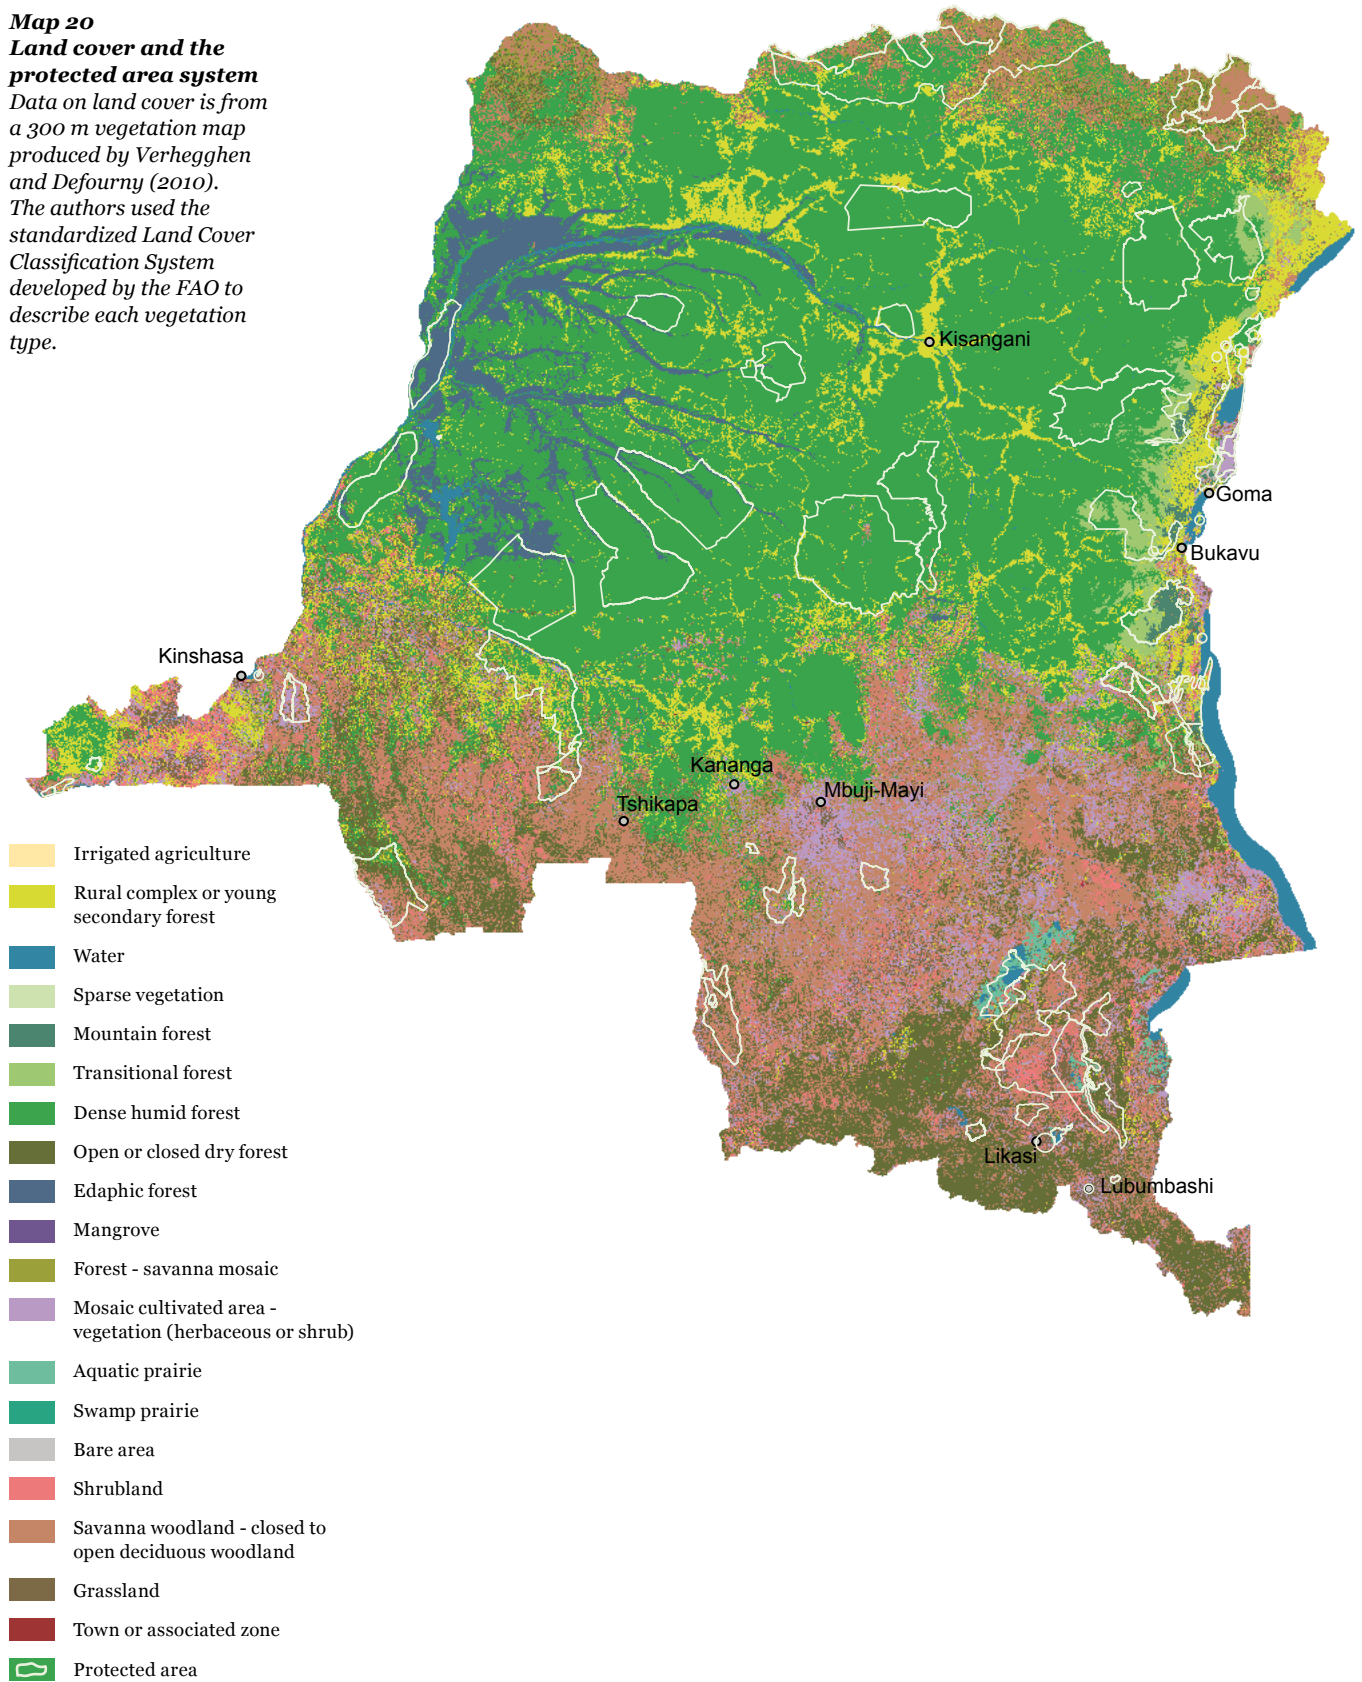 Map 20
Land cover and the
protected area system
Data on land cover is from
a 300 m vegetation map
produced by Verhegghen
and Defourny (2010).
The authors used the
standardized Land Cover
Classification System
developed by the FAO to
describe each vegetation
type.
Kisangani
Goma
Bukavu
Kinshasa
Kananga
Mbuji-Mayi
Tshikapa
Likasi
Lubumbashi
Irrigated agriculture
Rural complex or young
secondary forest
Water
Sparse vegetation
Mountain forest
Transitional forest
Dense humid forest
Open or closed dry forest
Edaphic forest
Mangrove
Forest - savanna mosaic
Mosaic cultivated area -
vegetation (herbaceous or shrub)
Aquatic prairie
Swamp prairie
Bare area
Shrubland
Savanna woodland - closed to
open deciduous woodland
Grassland
Town or associated zone
Protected area